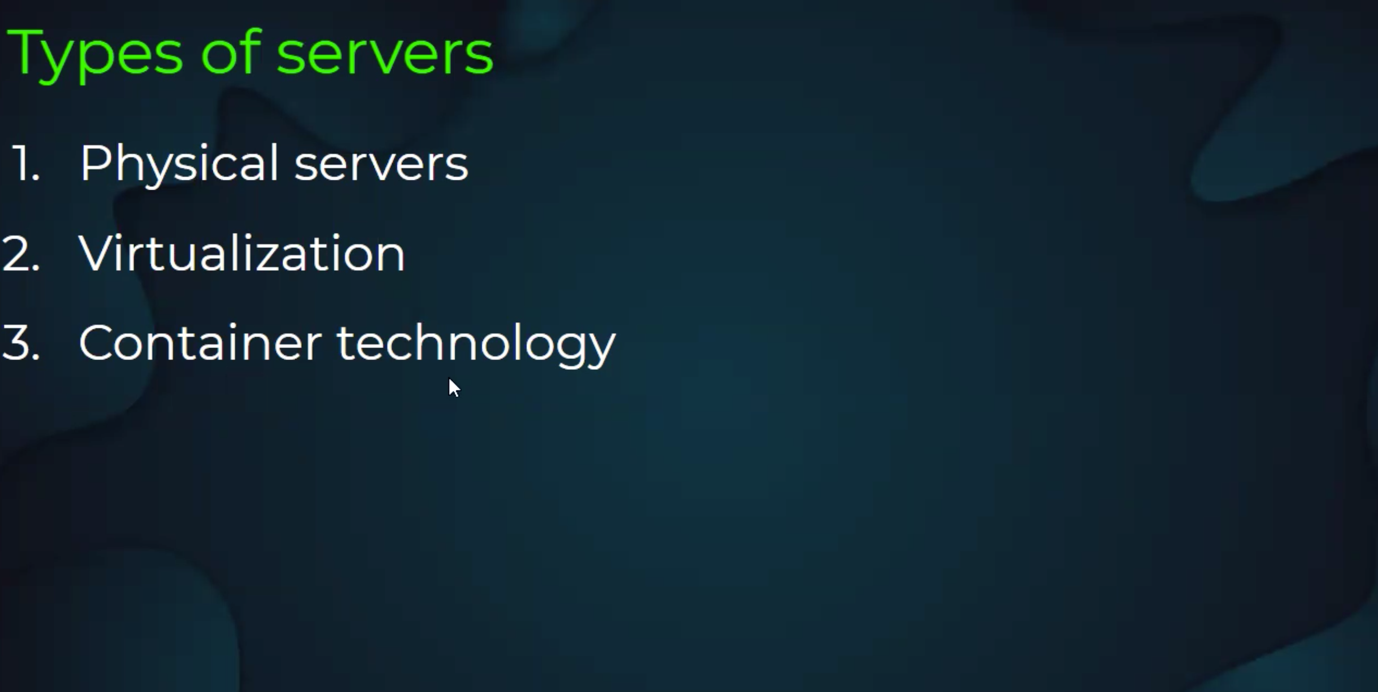 Types of servers
1. Physical servers
2. Virtualization
3. Container technology